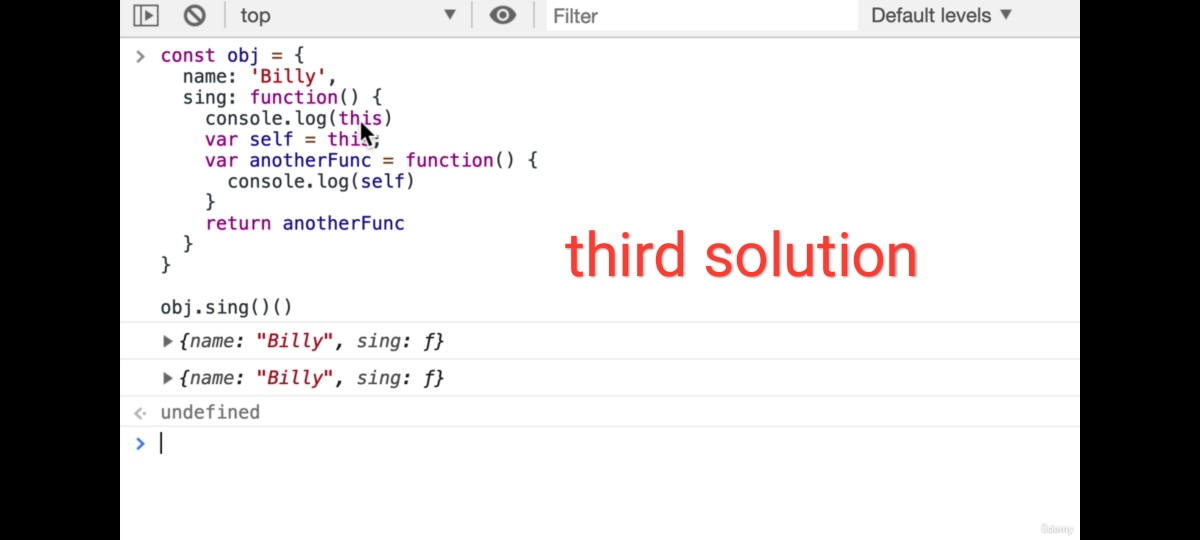 top
Filter
Default levels
const obj = {
name: 'Billy',
sing: function() {
console.log(this)
var self = this;
var anotherFunc = function() {
console.log(self)
}
return anotherFunc
}
}
third solution
obj.sing()()
{name: "Billy", sing: f}
{name: "Billy", sing: f}
undefined
Udemy